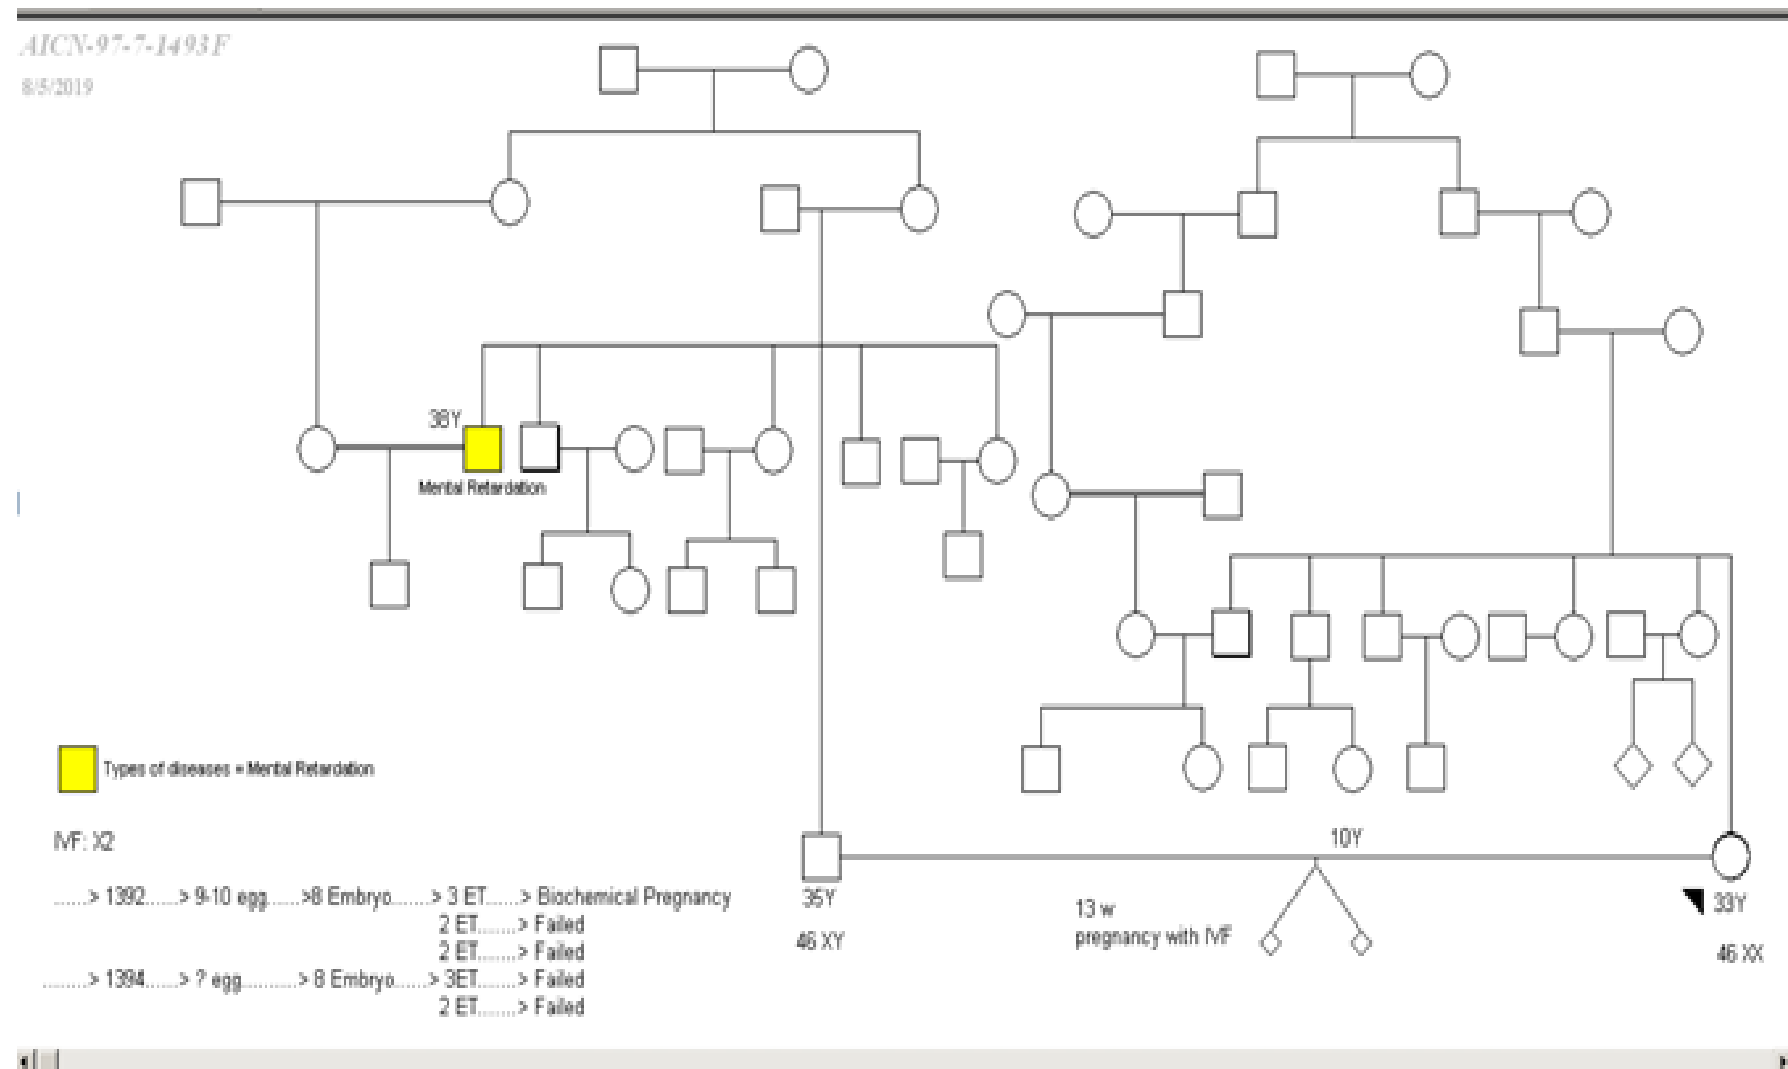 AICN-97-7-1493F
8/5/2019
38Y
Mental Retardation
Types of diseases = Mental Retardation
IVF: X2
......> 1392......> 9-10 egg......>8 Embryo.......> 3 ET......> Biochemical Pregnancy
2 ET.......> Failed
2 ET.......> Failed
........> 1394......> ? egg..........> 8 Embryo......> 3ET.......> Failed
2 ET.......> Failed
35Y
46 XY
10Y
13 w
pregnancy with IVF
33Y
46 XX